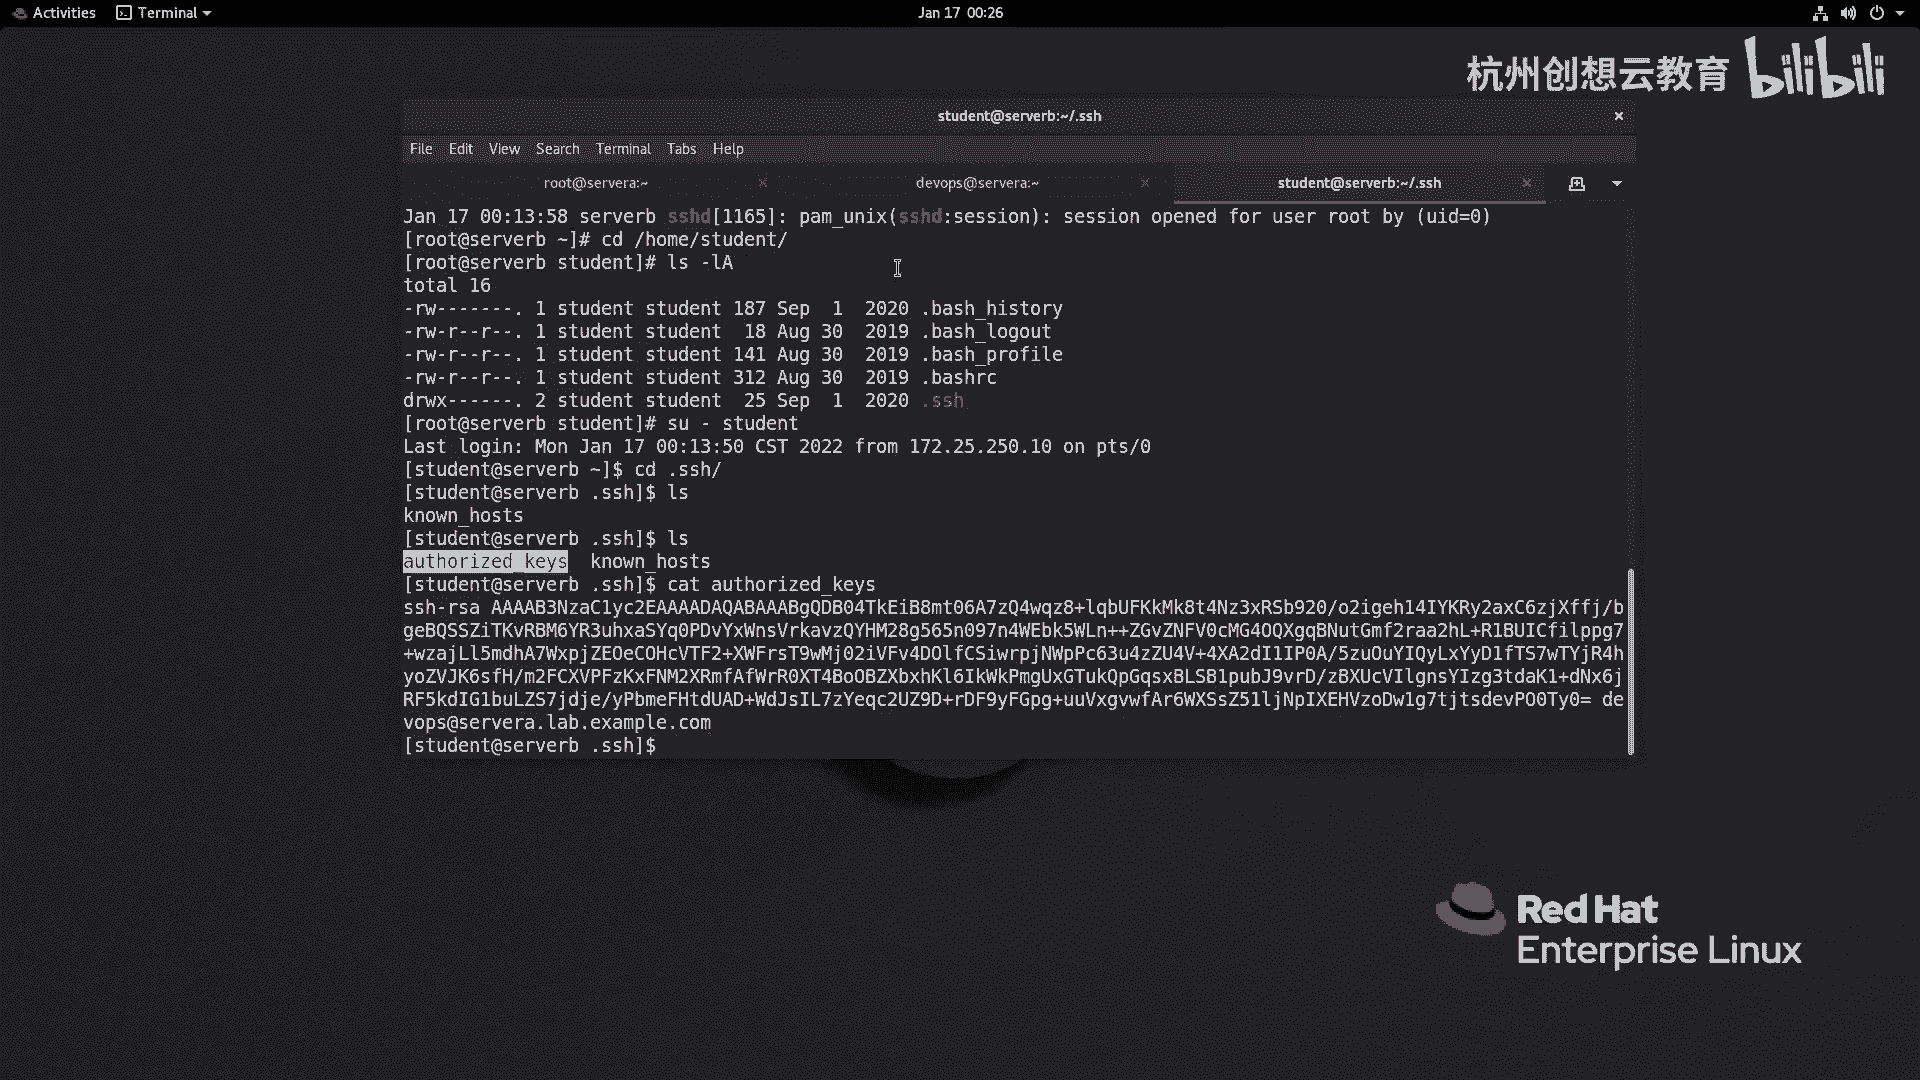 Activities Terminal Jan 17 00:26
杭州创想云教育 bilibili
student@serverb:~/.ssh
File Edit View Search Terminal Tabs Help
root@servera:~ devops@servera:~ student@serverb:~/.ssh
Jan 17 00:13:58 serverb sshd[1165]: pam_unix(sshd:session): session opened for user root by (uid=0)
[root@serverb ~]# cd /home/student/
[root@serverb student]# ls -lA
total 16
-rw-------. 1 student student 187 Sep  1  2020 .bash_history
-rw-r--r--. 1 student student  18 Aug 30  2019 .bash_logout
-rw-r--r--. 1 student student 141 Aug 30  2019 .bash_profile
-rw-r--r--. 1 student student 312 Aug 30  2019 .bashrc
drwx------. 2 student student  25 Sep  1  2020 .ssh
[root@serverb student]# su - student
Last login: Mon Jan 17 00:13:50 CST 2022 from 172.25.250.10 on pts/0
[student@serverb ~]$ cd .ssh/
[student@serverb .ssh]$ ls
known_hosts
[student@serverb .ssh]$ ls
authorized_keys  known_hosts
[student@serverb .ssh]$ cat authorized_keys
ssh-rsa AAAAB3NzaC1yc2EAAAADAQABAAABgQDB04TkEiB8mt06A7zQ4wqz8+lqbUFKkMk8t4Nz3xRSb920/o2igeh14IYKRy2axC6zjXffj/b
geBQSSZiTKvRBM6YR3uhxaSYq0PDvYxWnsVrkavzQYHM28g565n097n4WEbk5WLn++ZGvZNFV0cMG4OQXgqBNutGmf2raa2hL+R1BUICfilppg7
+wzajLl5mdhA7WxpjZEOeCOHcVTF2+XWFrsT9wMj02iVFv4DOlfCSiwrpjNWpPc63u4zZU4V+4XA2dI1IP0A/5zuOuYIQyLxYyD1fTS7wTYjR4h
yoZVJK6sfH/m2FCXVPFzKxFNM2XRmfAfWrR0XT4BoOBZXbxhKl6IkWkPmgUxGTukQpGqsxBLSB1pubJ9vrD/zBXUcVIlgnsYIzg3tdaK1+dNx6j
RF5kdIG1buLZS7jdje/yPbmeFHtdUAD+WdJsIL7zYeqc2UZ9D+rDF9yFGpg+uuVxgvwfAr6WXSsZ51ljNpIXEHVzoDw1g7tjtsdevPO0Ty0= de
vops@servera.lab.example.com
[student@serverb .ssh]$
Red Hat
Enterprise Linux